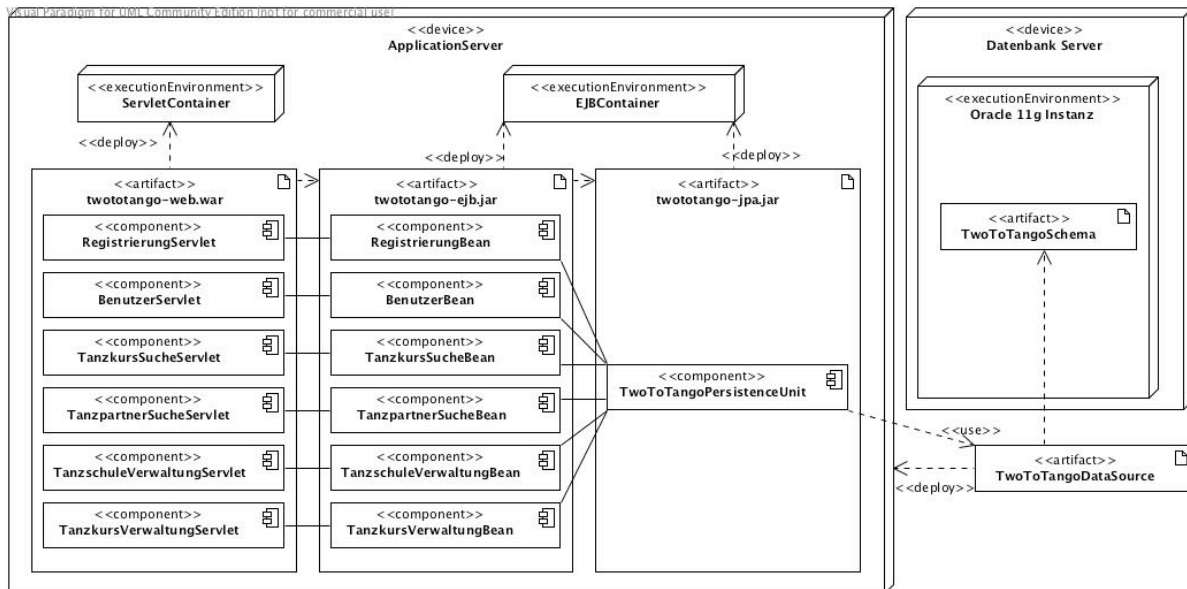 Visual Paradigm for UML Community Edition [not for commercial use]
<<device>>
ApplicationServer
<<executionEnvironment>>
ServletContainer
<<executionEnvironment>>
EJBContainer
<<deploy>>
<<deploy>>
<<deploy>>
<<artifact>>
twototango-web.war
<<component>>
RegistrierungServlet
<<component>>
BenutzerServlet
<<component>>
TanzkursSucheServlet
<<component>>
TanzpartnerSucheServlet
<<component>>
TanzschuleVerwaltungServlet
<<component>>
TanzkursVerwaltungServlet
<<artifact>>
twototango-ejb.jar
<<component>>
RegistrierungBean
<<component>>
BenutzerBean
<<component>>
TanzkursSucheBean
<<component>>
TanzpartnerSucheBean
<<component>>
TanzschuleVerwaltungBean
<<component>>
TanzkursVerwaltungBean
<<artifact>>
twototango-jpa.jar
<<component>>
TwoToTangoPersistenceUnit
<<device>>
Datenbank Server
<<executionEnvironment>>
Oracle 11g Instanz
<<artifact>>
TwoToTangoSchema
<<use>>
<<artifact>>
TwoToTangoDataSource
<<deploy>>